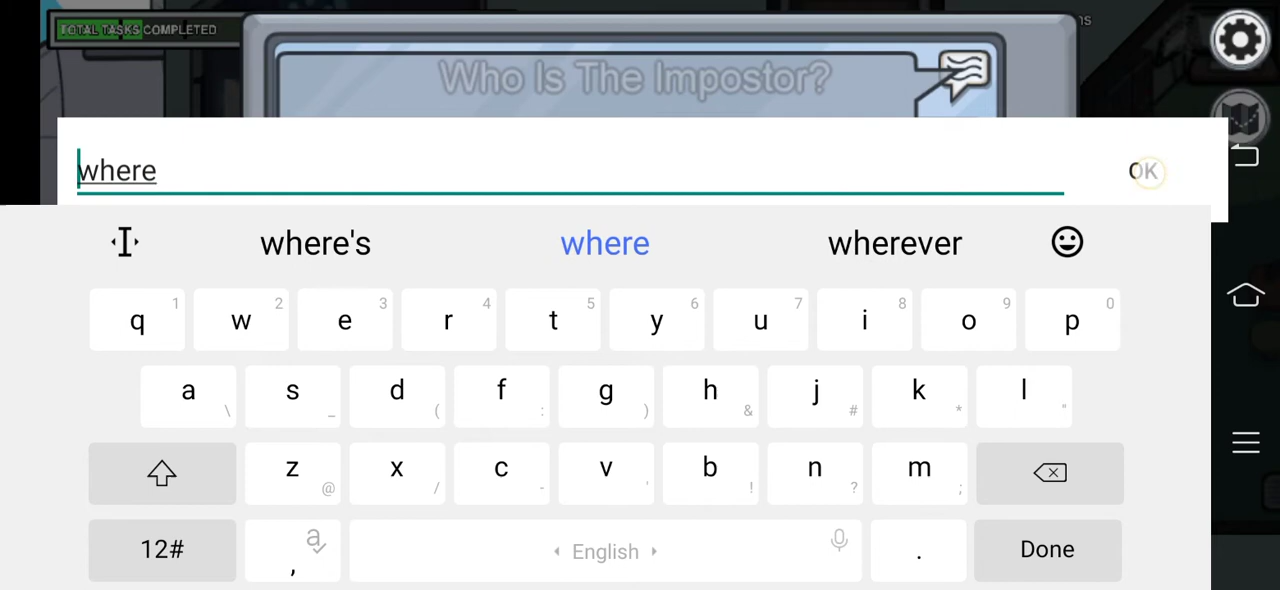 TOTAL TASKS COMPLETED
ns
Who Is The Impostor?
where
OK
where's where wherever
q 1 w 2 e 3 r 4 t 5 y 6 u 7 i 8 o 9 p 0
a \ s _ d ( f : g ) h & j # k * l "
z @ x / c - v ' b ! n ? m ;
12# a , English . Done